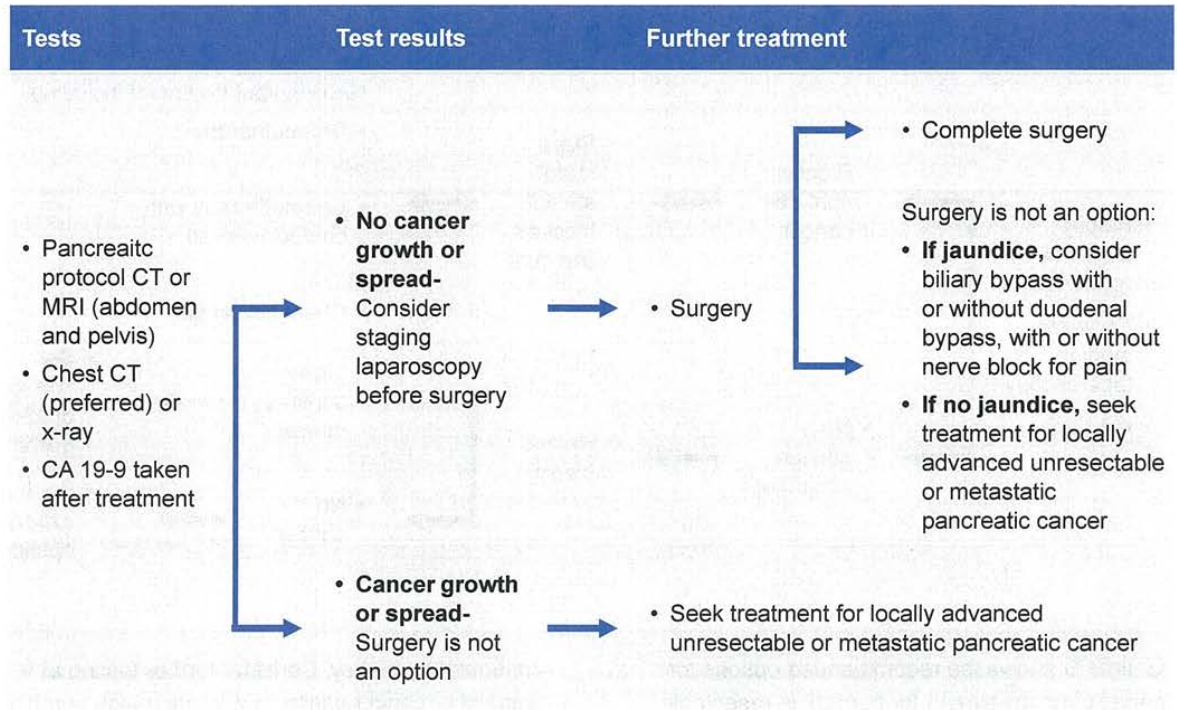 Tests
Test results
Further treatment
• Pancreaitc
protocol CT or
MRI (abdomen
and pelvis)
• Chest CT
(preferred) or
x-ray
• CA 19-9 taken
after treatment
• No cancer
growth or
spread-
Consider
staging
laparoscopy
before surgery
• Surgery
• Complete surgery
Surgery is not an option:
• If jaundice, consider
biliary bypass with
or without duodenal
bypass, with or without
nerve block for pain
• If no jaundice, seek
treatment for locally
advanced unresectable
or metastatic
pancreatic cancer
• Cancer growth
or spread-
Surgery is not
an option
• Seek treatment for locally advanced
unresectable or metastatic pancreatic cancer